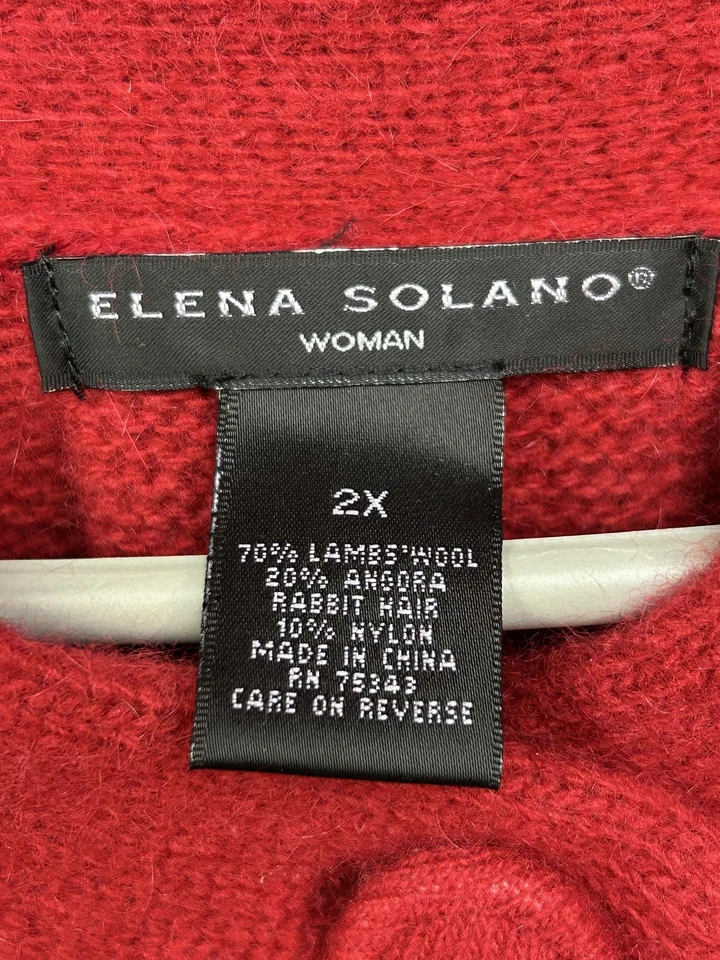 ELENA SOLANO®
WOMAN
2X
70% LAMBS'WOOL
20% ANGORA
RABBIT HAIR
10% NYLON
MADE IN CHINA
RN 75343
CARE ON REVERSE